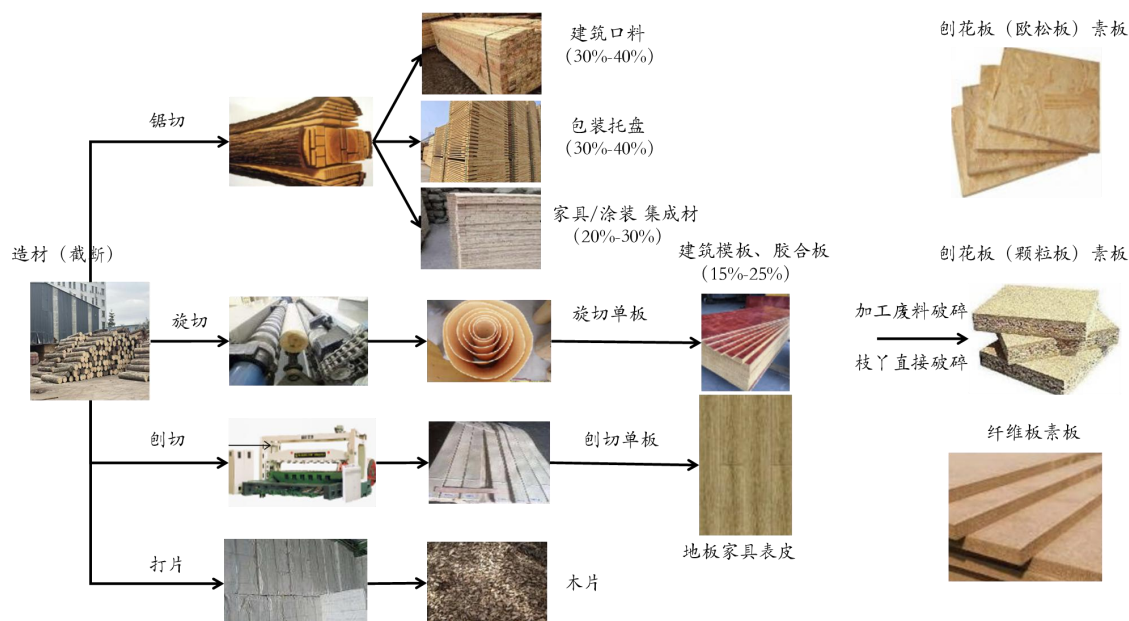 建筑口料
(30%-40%)
刨花板（欧松板）素板
锯切
包装托盘
(30%-40%)
家具/涂装 集成材
(20%-30%)
造材（截断）
建筑模板、胶合板
(15%-25%)
刨花板（颗粒板）素板
旋切
旋切单板
加工废料破碎
枝丫直接破碎
刨切
刨切单板
纤维板素板
地板家具表皮
打片
木片